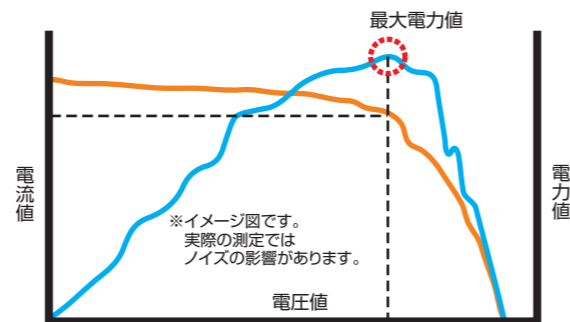 最大電力値
電流値
電力値
※イメージ図です。
実際の測定では
ノイズの影響があります。
電圧値